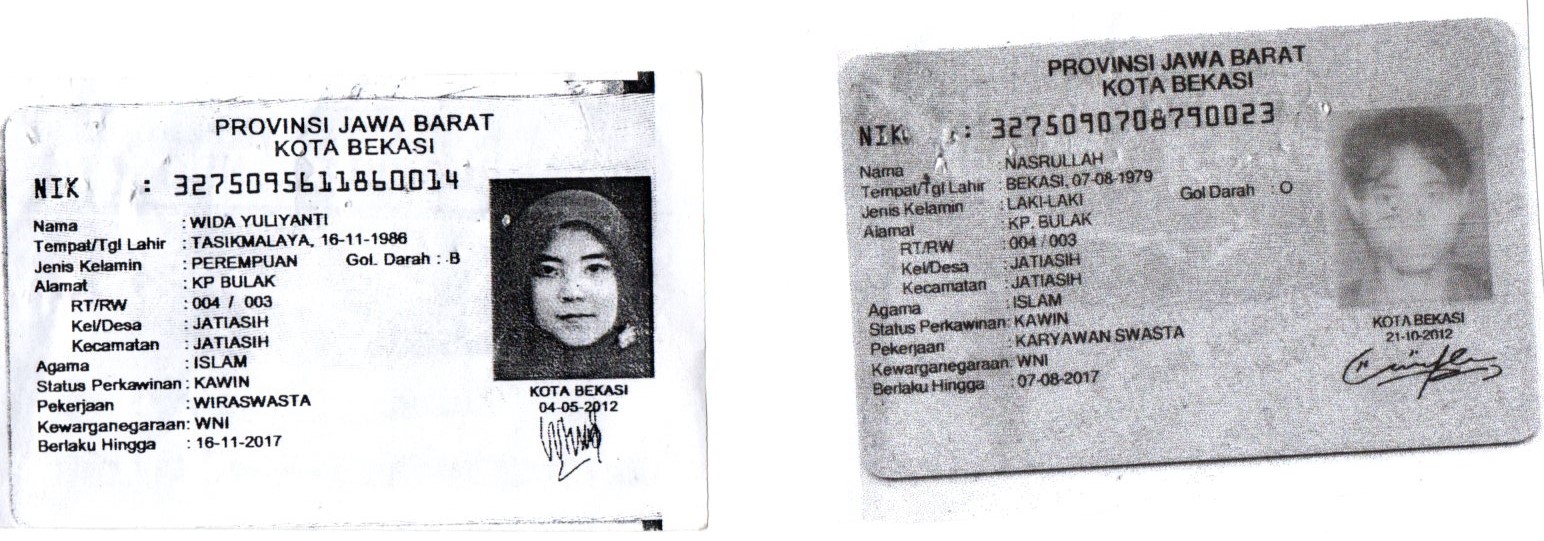 PROVINSI JAWA BARAT
KOTA BEKASI
NIK : 3275095611860014
Nama : WIDA YULIYANTI
Tempat/Tgl Lahir : TASIKMALAYA, 16-11-1986
Jenis Kelamin : PEREMPUAN Gol. Darah : B
Alamat : KP BULAK
RT/RW : 004 / 003
Kel/Desa : JATIASIH
Kecamatan : JATIASIH
Agama : ISLAM
Status Perkawinan : KAWIN
Pekerjaan : WIRASWASTA
Kewarganegaraan: WNI
Berlaku Hingga : 16-11-2017
KOTA BEKASI
04-05-2012
PROVINSI JAWA BARAT
KOTA BEKASI
NIK : 3275090708790023
Nama : NASRULLAH
Tempat/Tgl Lahir : BEKASI, 07-08-1979
Jenis Kelamin : LAKI-LAKI Gol Darah : O
Alamat : KP. BULAK
RT/RW : 004 / 003
Kel/Desa : JATIASIH
Kecamatan : JATIASIH
Agama : ISLAM
Status Perkawinan: KAWIN
Pekerjaan : KARYAWAN SWASTA
Kewarganegaraan: WNI
Berlaku Hingga : 07-08-2017
KOTA BEKASI
21-10-2012